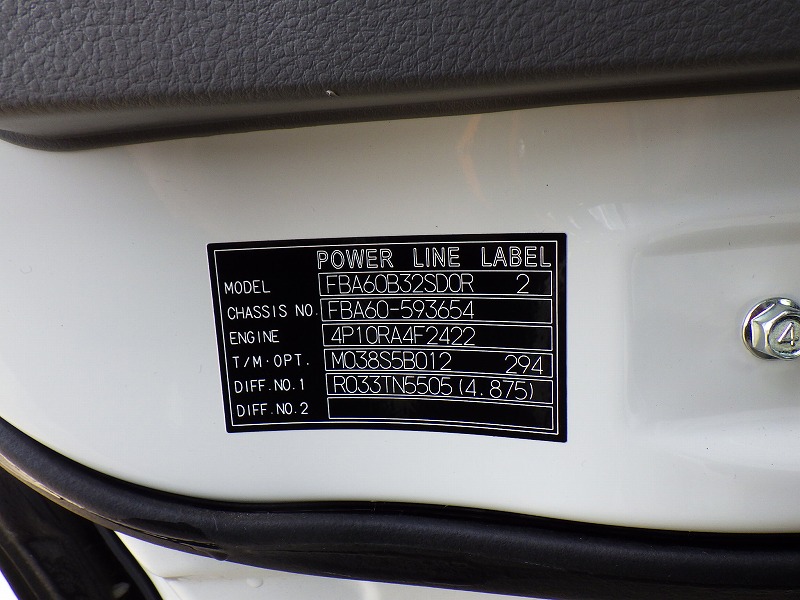 POWER LINE LABEL
MODEL FBA60B32SD0R 2
CHASSIS NO. FBA60-593654
ENGINE 4P10RA4F2422
T/M·OPT. M038S5B012 294
DIFF.NO.1 R033TN5505(4.875)
DIFF.NO.2
4